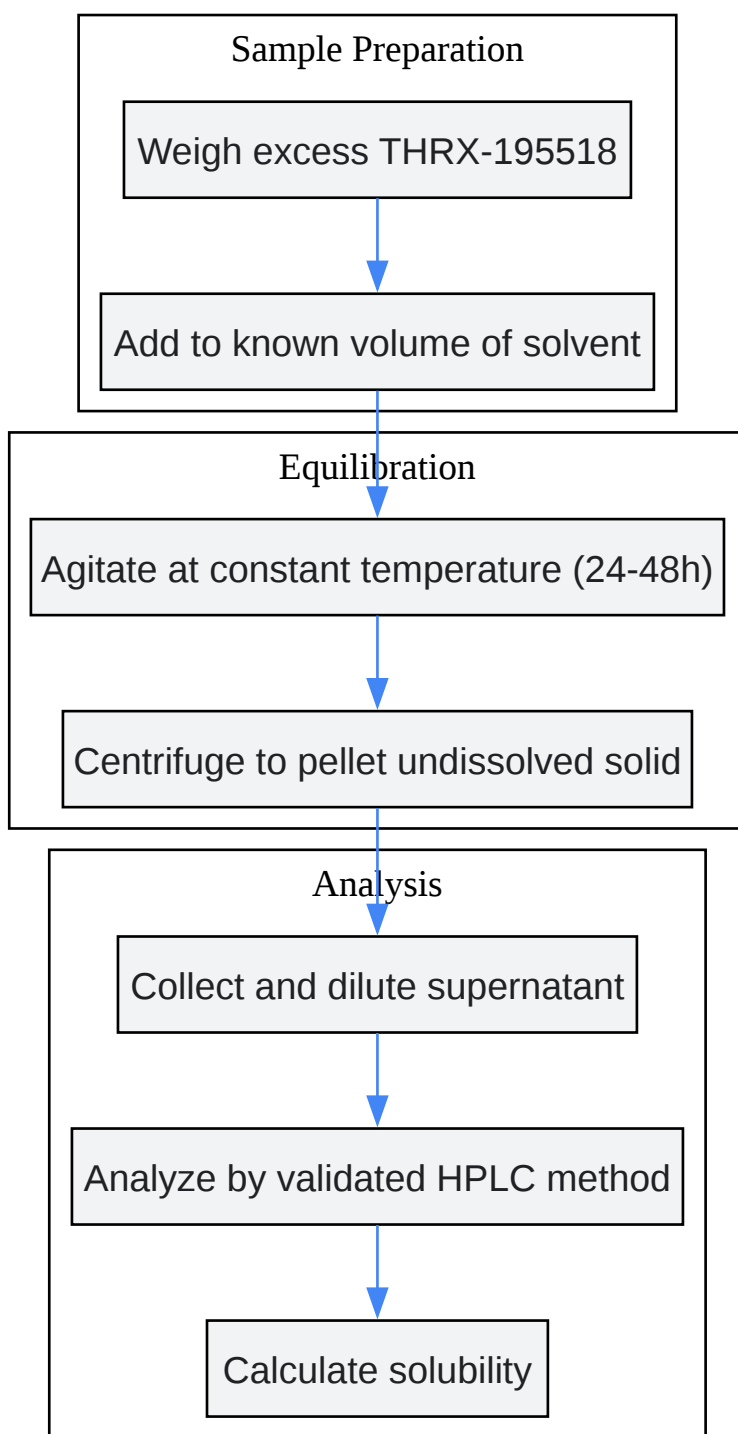 Sample Preparation
Weigh excess THRX-195518
Add to known volume of solvent
Equilibration
Agitate at constant temperature (24-48h)
Centrifuge to pellet undissolved solid
Analysis
Collect and dilute supernatant
Analyze by validated HPLC method
Calculate solubility